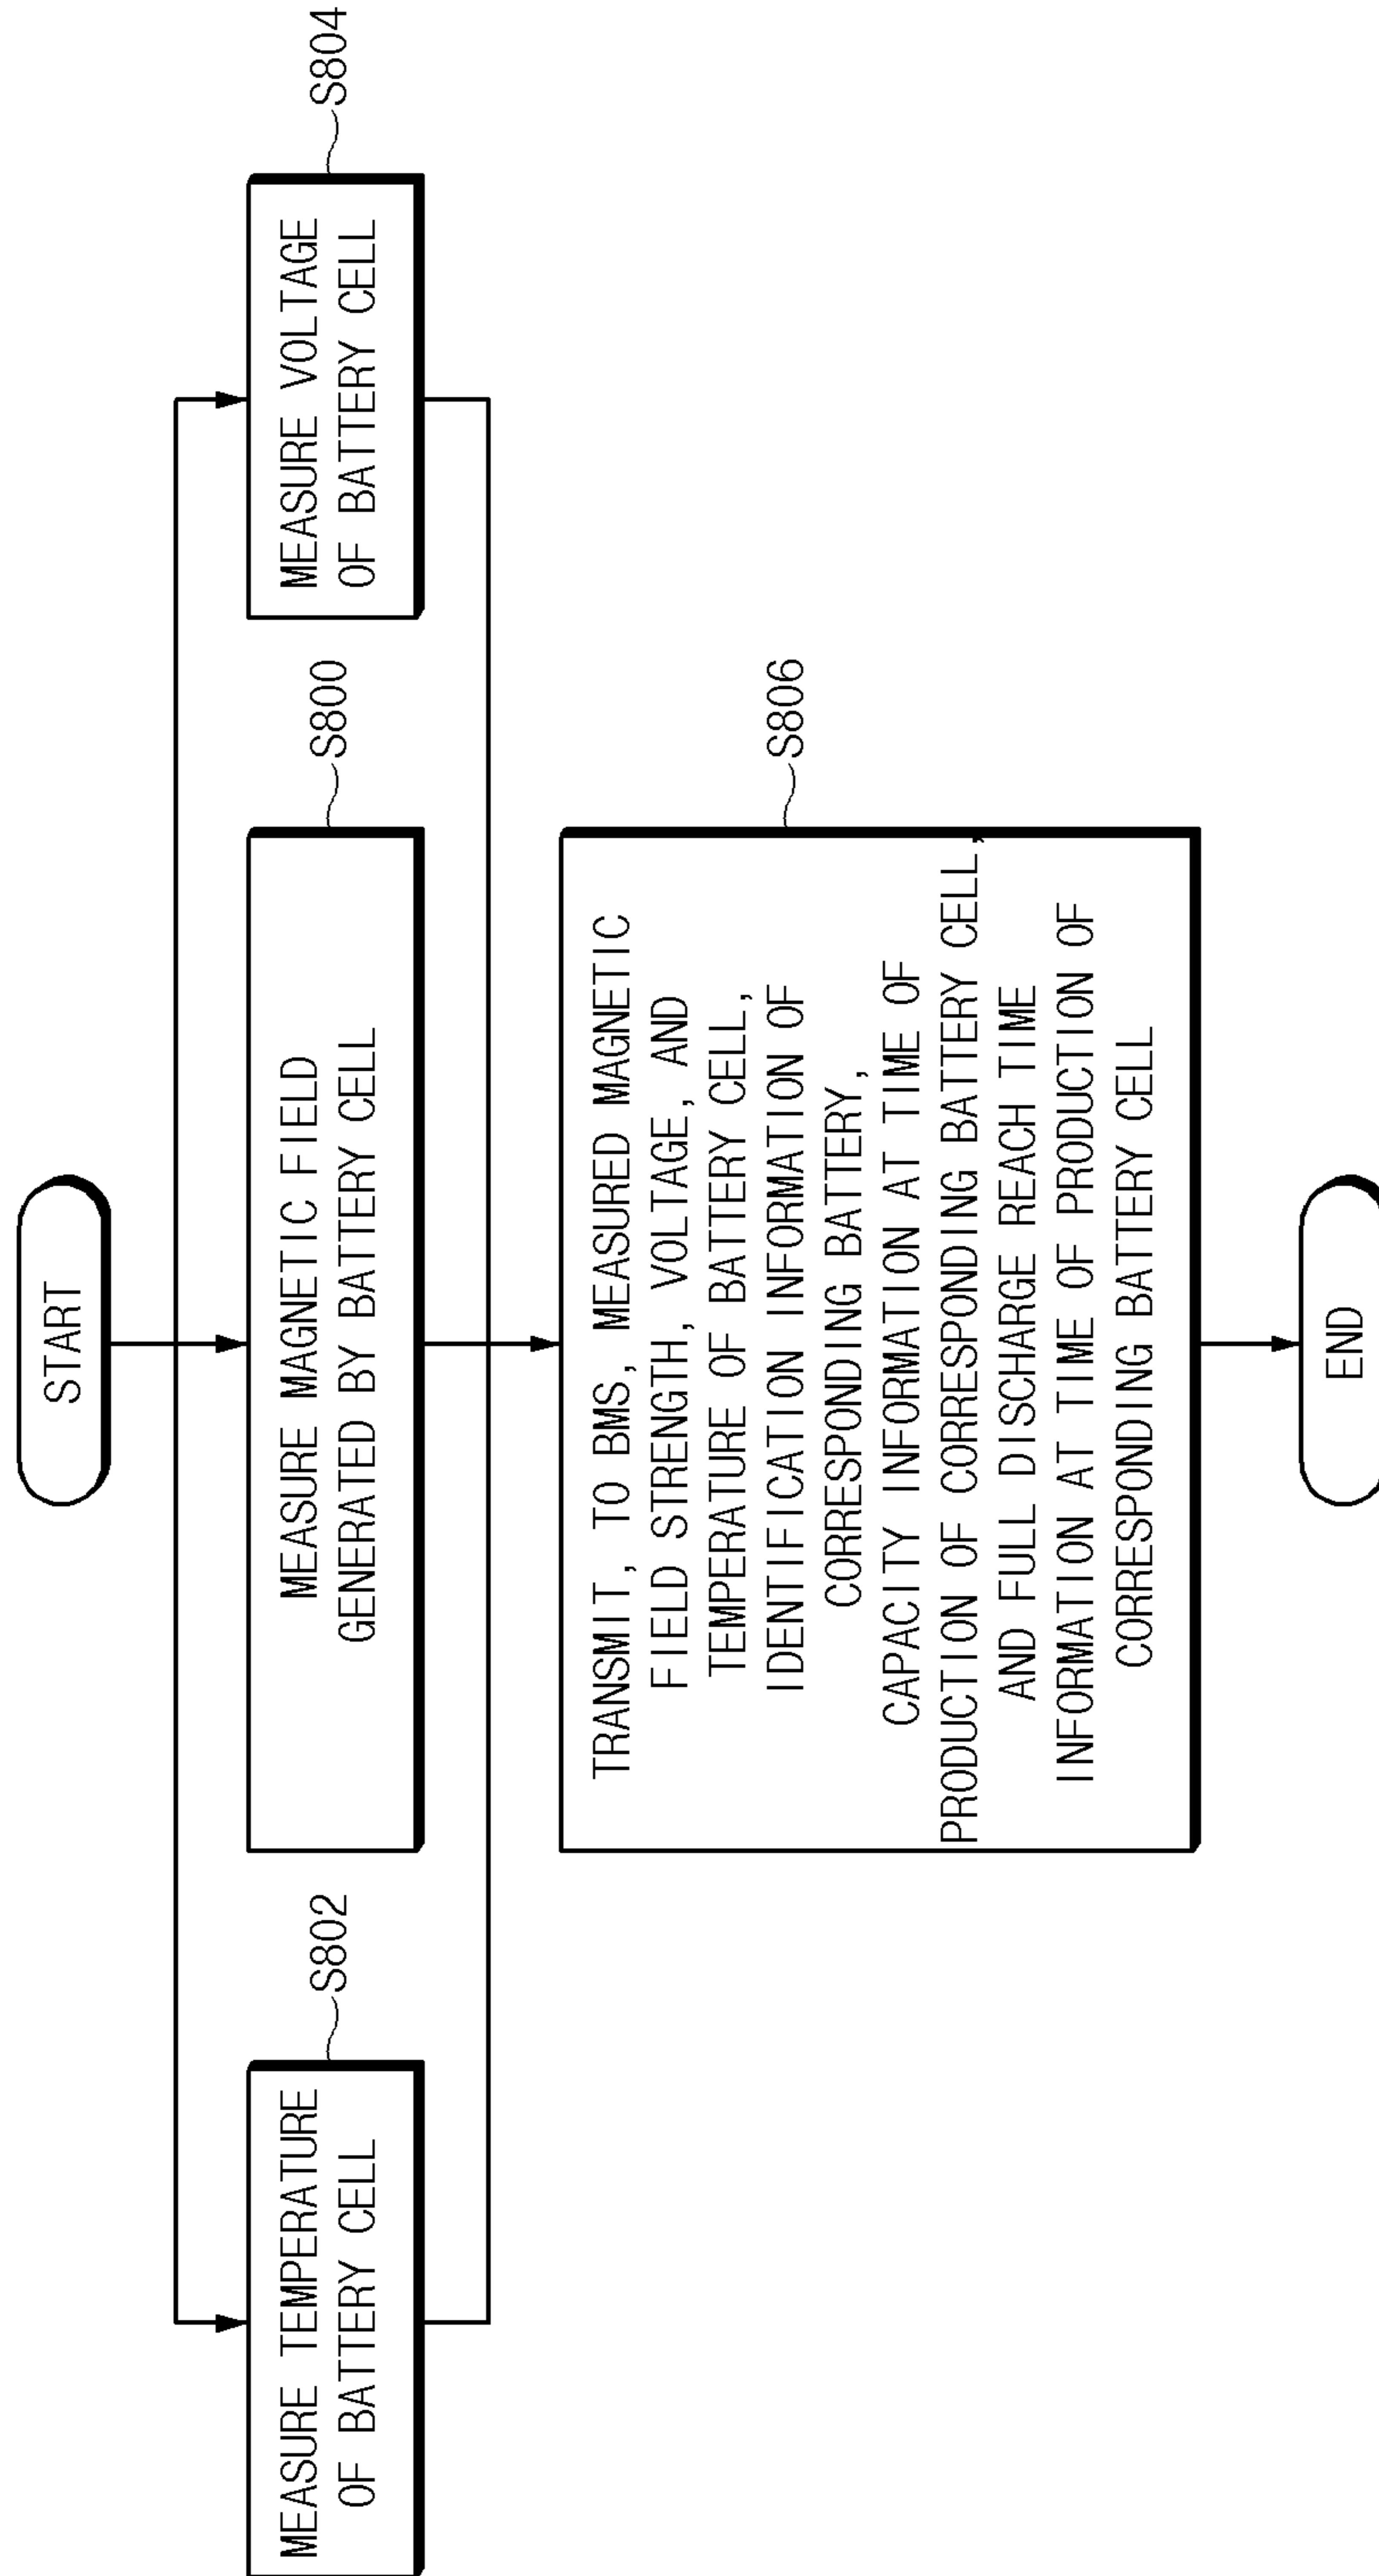 START
S802
MEASURE TEMPERATURE
OF BATTERY CELL
S800
MEASURE MAGNETIC FIELD
GENERATED BY BATTERY CELL
S804
MEASURE VOLTAGE
OF BATTERY CELL
S806
TRANSMIT, TO BMS, MEASURED MAGNETIC
FIELD STRENGTH, VOLTAGE, AND
TEMPERATURE OF BATTERY CELL,
IDENTIFICATION INFORMATION OF
CORRESPONDING BATTERY,
CAPACITY INFORMATION AT TIME OF
PRODUCTION OF CORRESPONDING BATTERY CELL,
AND FULL DISCHARGE REACH TIME
INFORMATION AT TIME OF PRODUCTION OF
CORRESPONDING BATTERY CELL
END